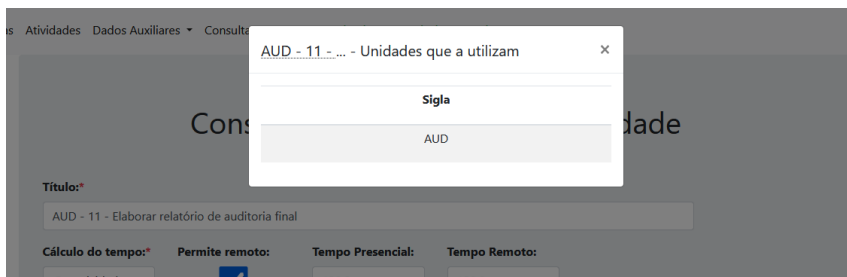 Atividades Dados Auxiliares Consulta
AUD - 11 - ... - Unidades que a utilizam ×
Sigla
AUD
Cons dade
Título:*
AUD - 11 - Elaborar relatório de auditoria final
Cálculo do tempo:* Permite remoto: Tempo Presencial: Tempo Remoto: